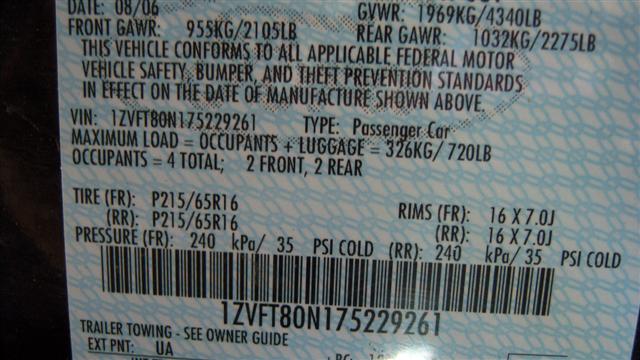 DATE: 08/06 GVWR: 1969KG/4340LB
FRONT GAWR: 955KG/2105LB REAR GAWR: 1032KG/2275LB
THIS VEHICLE CONFORMS TO ALL APPLICABLE FEDERAL MOTOR
VEHICLE SAFETY, BUMPER, AND THEFT PREVENTION STANDARDS
IN EFFECT ON THE DATE OF MANUFACTURE SHOWN ABOVE.
VIN: 1ZVFT80N175229261 TYPE: Passenger Car
MAXIMUM LOAD = OCCUPANTS + LUGGAGE = 326KG/ 720LB
OCCUPANTS = 4 TOTAL; 2 FRONT, 2 REAR
TIRE (FR): P215/65R16 RIMS (FR): 16 X 7.0J
(RR): P215/65R16 (RR): 16 X 7.0J
PRESSURE (FR): 240 kPa/ 35 PSI COLD (RR): 240 kPa/ 35 PSI COLD
1ZVFT80N175229261
TRAILER TOWING - SEE OWNER GUIDE
EXT PNT: UA